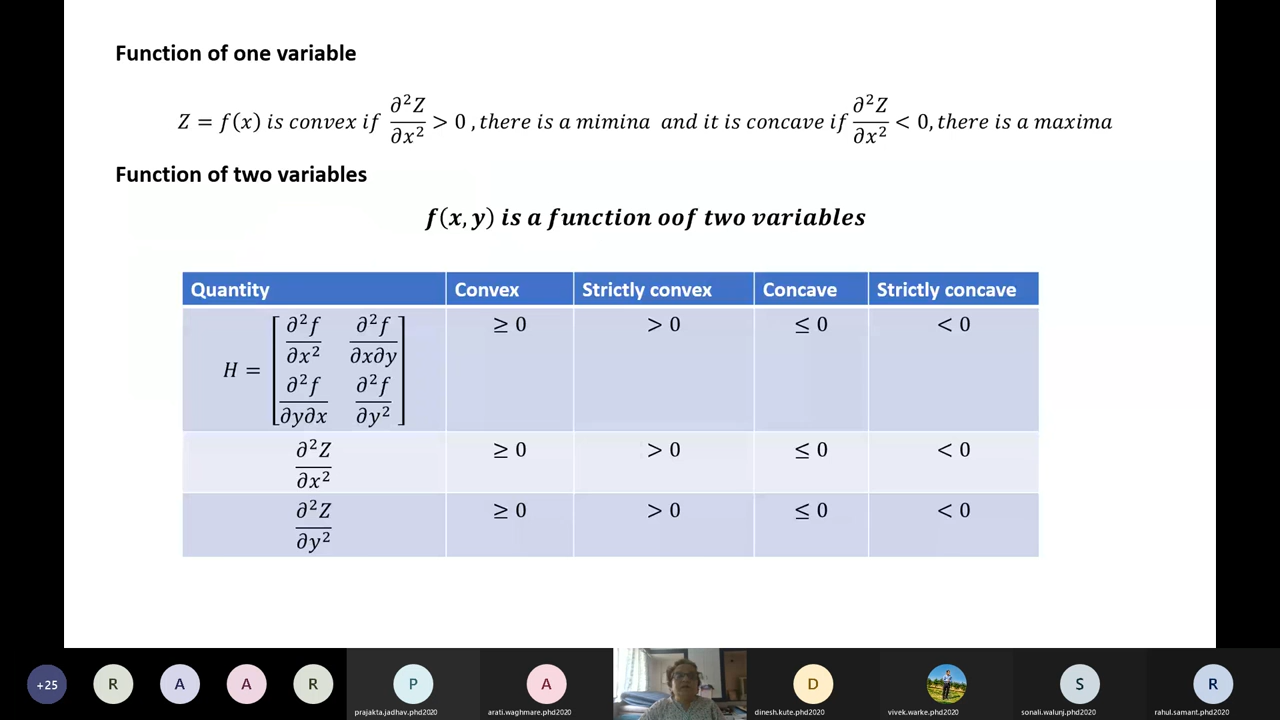 Function of one variable
Z = f(x) is convex if ∂²Z/∂x² > 0 , there is a mimina and it is concave if ∂²Z/∂x² < 0, there is a maxima
Function of two variables
f(x, y) is a function oof two variables
Quantity Convex Strictly convex Concave Strictly concave
H = [∂²f/∂x² ∂²f/∂x∂y ∂²f/∂y∂x ∂²f/∂y²] ≥ 0 > 0 ≤ 0 < 0
∂²Z/∂x² ≥ 0 > 0 ≤ 0 < 0
∂²Z/∂y² ≥ 0 > 0 ≤ 0 < 0
+25 R A A R P A D S R
prajakta.jadhav.phd2020 arati.waghmare.phd2020 dinesh.kute.phd2020 vivek.warke.phd2020 sonali.walunj.phd2020 rahul.samant.phd2020